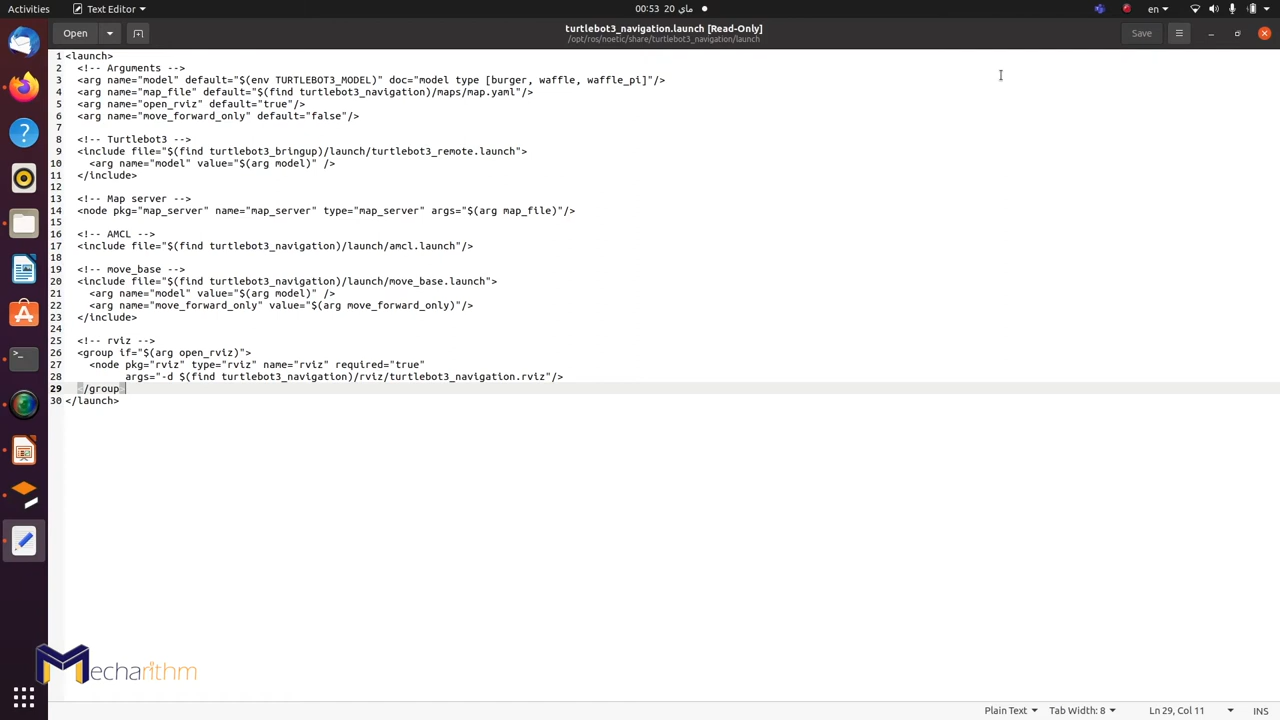 Activities
Text Editor
00:53 20 ماي
en
Open
turtlebot3_navigation.launch [Read-Only]
/opt/ros/noetic/share/turtlebot3_navigation/launch
Save
1 <launch>
2   <!-- Arguments -->
3   <arg name="model" default="$(env TURTLEBOT3_MODEL)" doc="model type [burger, waffle, waffle_pi]"/>
4   <arg name="map_file" default="$(find turtlebot3_navigation)/maps/map.yaml"/>
5   <arg name="open_rviz" default="true"/>
6   <arg name="move_forward_only" default="false"/>
7
8   <!-- Turtlebot3 -->
9   <include file="$(find turtlebot3_bringup)/launch/turtlebot3_remote.launch">
10     <arg name="model" value="$(arg model)" />
11   </include>
12
13   <!-- Map server -->
14   <node pkg="map_server" name="map_server" type="map_server" args="$(arg map_file)"/>
15
16   <!-- AMCL -->
17   <include file="$(find turtlebot3_navigation)/launch/amcl.launch"/>
18
19   <!-- move_base -->
20   <include file="$(find turtlebot3_navigation)/launch/move_base.launch">
21     <arg name="model" value="$(arg model)" />
22     <arg name="move_forward_only" value="$(arg move_forward_only)"/>
23   </include>
24
25   <!-- rviz -->
26   <group if="$(arg open_rviz)">
27     <node pkg="rviz" type="rviz" name="rviz" required="true"
28           args="-d $(find turtlebot3_navigation)/rviz/turtlebot3_navigation.rviz"/>
29   </group>
30 </launch>
Mecharithm
Plain Text
Tab Width: 8
Ln 29, Col 11
INS